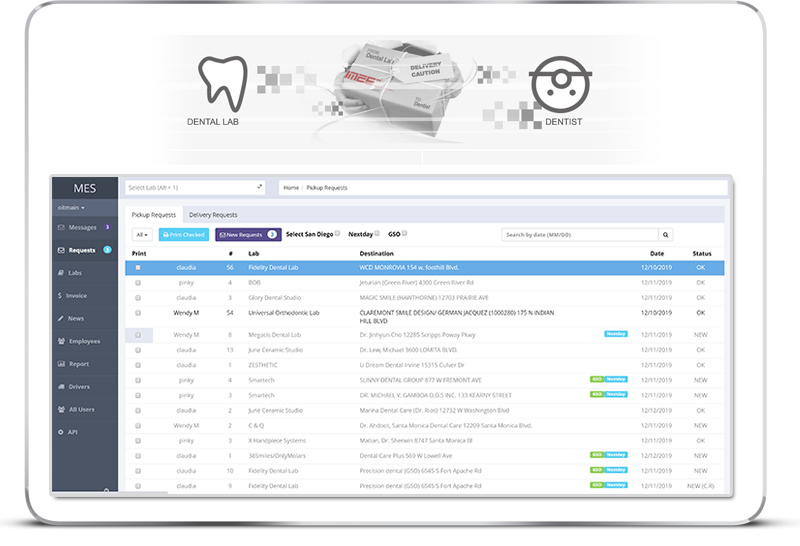 FROM
Dental Lab
DELIVERY
CAUTION
TO
Dentist
DENTAL LAB
DENTIST
MES
Select Lab (Alt + 1)
Home / Pickup Requests
oitmain
Messages 3
Requests 3
Labs
Invoice
News
Employees
Report
Drivers
All Users
API
Pickup Requests Delivery Requests
All Print Checked New Requests 3 Select San Diego Nextday GSO Search by date (MM/DD)
Print # Lab Destination Date Status
claudia 56 Fidelity Dental Lab WCD MONROVIA 154 w. foothill Blvd. 12/10/2019 OK
pinky 4 BOB Jeturian (Green River) 4300 Green River Rd 12/11/2019 OK
claudia 3 Glory Dental Studio MAGIC SMILE (HAWTHORNE) 12703 PRAIRIE AVE 12/11/2019 OK
Wendy M 54 Universal Orthodontic Lab CLAREMONT SMILE DESIGN/ GERMAN JACQUEZ (1000280) 175 N INDIAN 12/10/2019 OK
HILL BLVD
Wendy M 8 Megacis Dental Lab Dr. Jinhyun Cho 12285 Scripps Poway Pkwy Nextday 12/11/2019 NEW
claudia 13 June Ceramic Studio Dr. Lew, Michael 3600 LOMITA BLVD. 12/11/2019 OK
claudia 1 ZESTHETIC U Dream Dental Irvine 15315 Culver Dr 12/11/2019 OK
pinky 4 Smartech SUNNY DENTAL GROUP 877 W FREMONT AVE GSO Nextday 12/11/2019 NEW
pinky 3 Smartech DR. MICHAEL V. GAMBOA D.D.S INC. 133 KEARNY STREET GSO Nextday 12/11/2019 NEW
claudia 2 June Ceramic Studio Marina Dental Care (Dr. Rios) 12732 W Washington Blvd 12/12/2019 OK
Wendy M 2 C & Q Dr. Ahdoot, Santa Monica Dental Care 12209 Santa Monica Blvd. 12/11/2019 OK
pinky 3 X Handpiece Systems Matian, Dr. Sherwin 8747 Santa Monica Bl 12/11/2019 OK
claudia 1 36Smiles/OnlyMolars Dental Care Plus 569 W Lowell Ave GSO Nextday 12/12/2019 NEW
claudia 10 Fidelity Dental Lab Precision dental (GSO) 6545 S Fort Apache Rd GSO Nextday 12/11/2019 NEW
claudia 9 Fidelity Dental Lab Precision dental (GSO) 6545 S Fort Apache Rd GSO Nextday 12/11/2019 NEW (C.R)